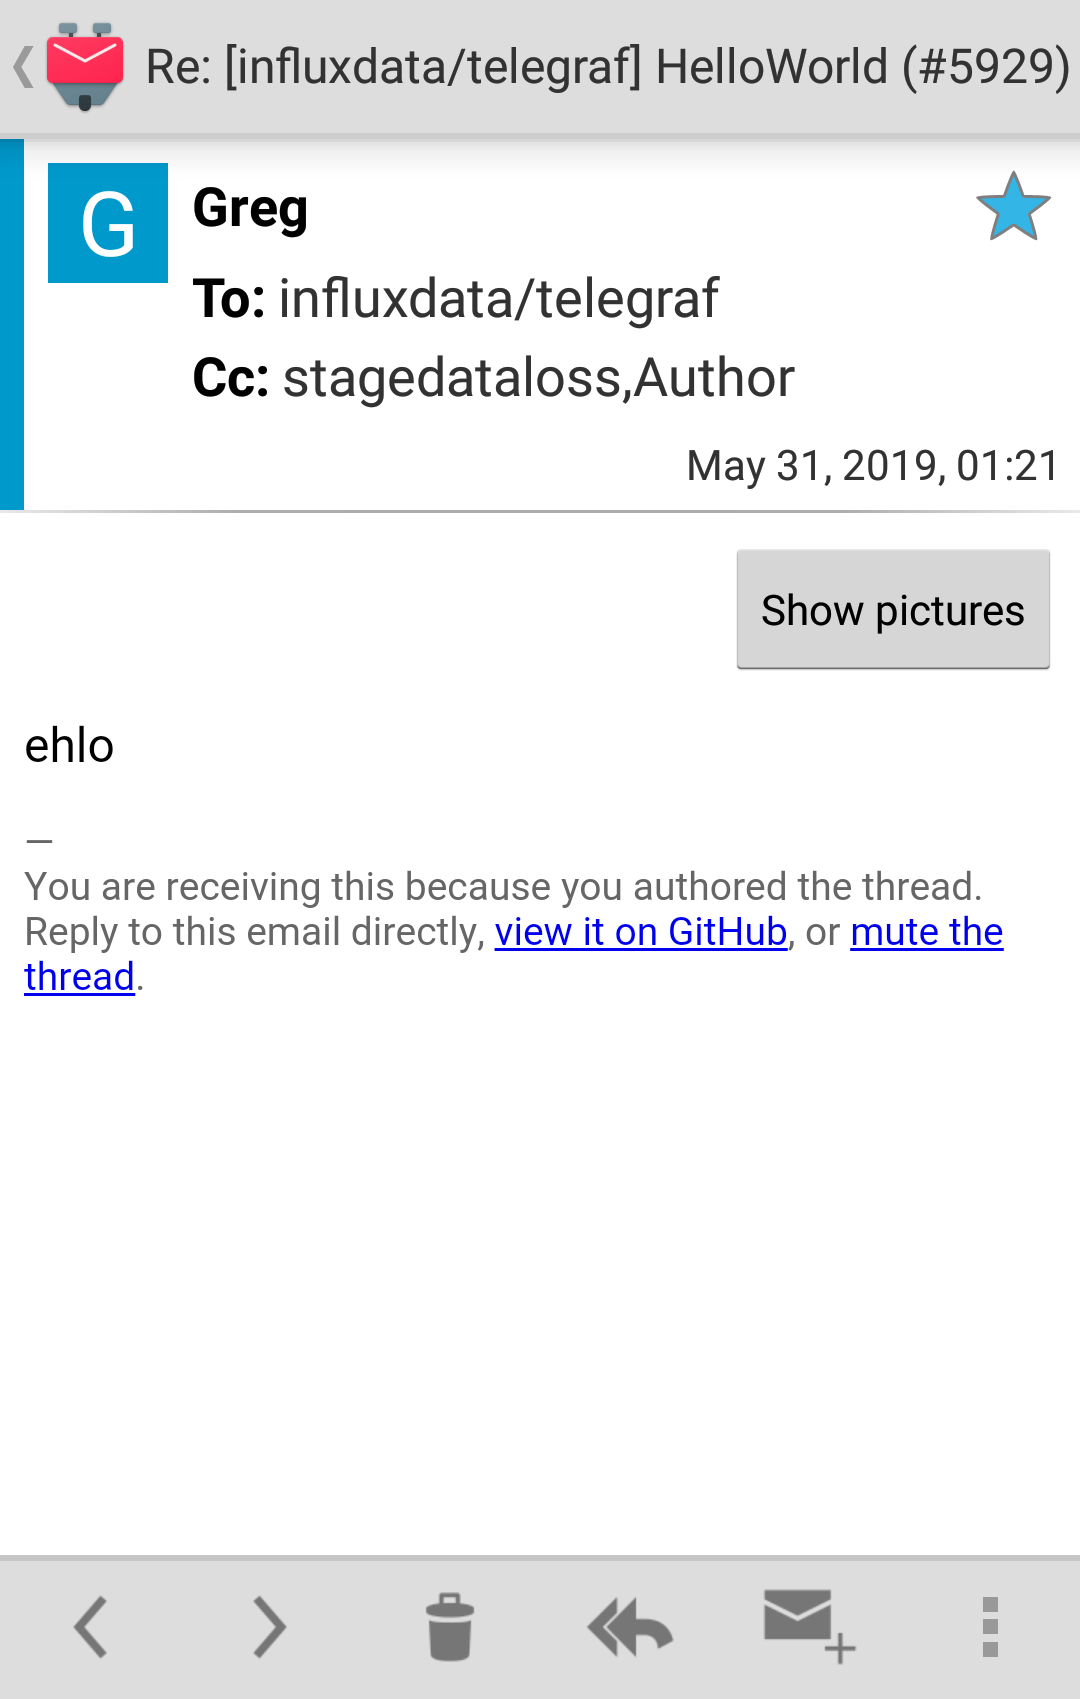 Re: [influxdata/telegraf] HelloWorld (#5929)
G
Greg
To: influxdata/telegraf
Cc: stagedataloss,Author
May 31, 2019, 01:21
Show pictures
ehlo
—
You are receiving this because you authored the thread.
Reply to this email directly, view it on GitHub, or mute the
thread.